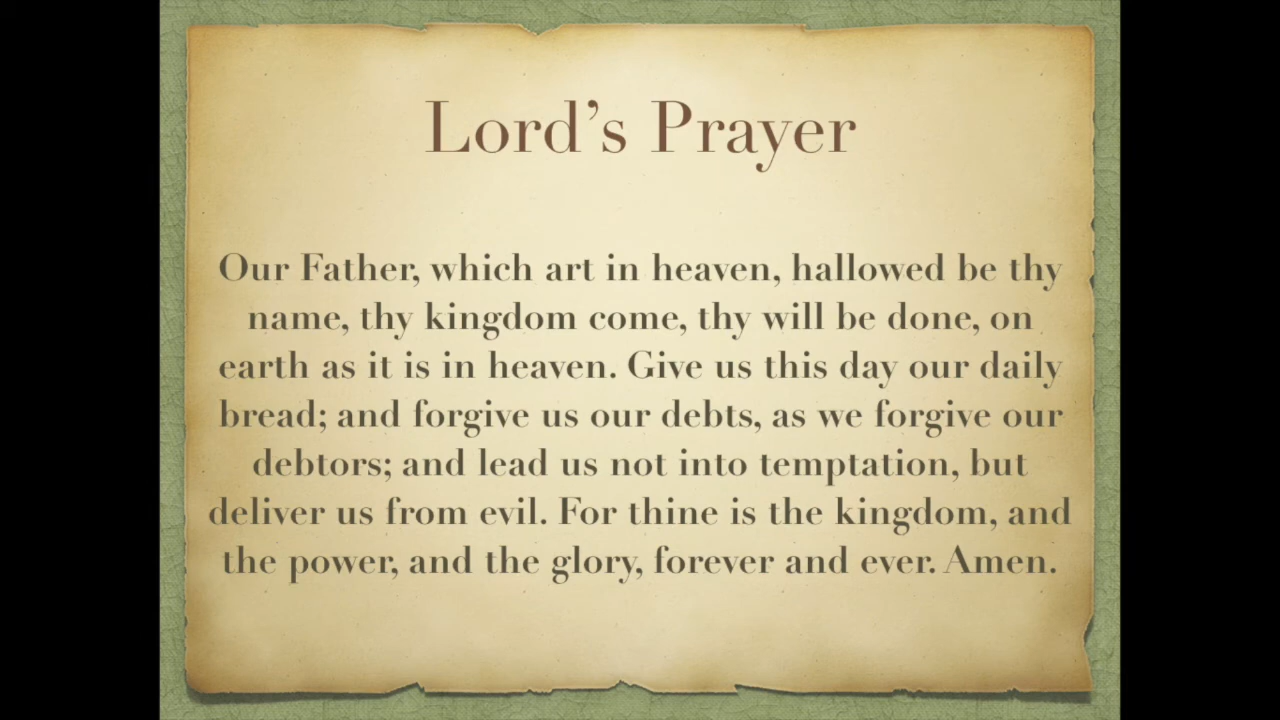 Lord’s Prayer
Our Father, which art in heaven, hallowed be thy
name, thy kingdom come, thy will be done, on
earth as it is in heaven. Give us this day our daily
bread; and forgive us our debts, as we forgive our
debtors; and lead us not into temptation, but
deliver us from evil. For thine is the kingdom, and
the power, and the glory, forever and ever. Amen.